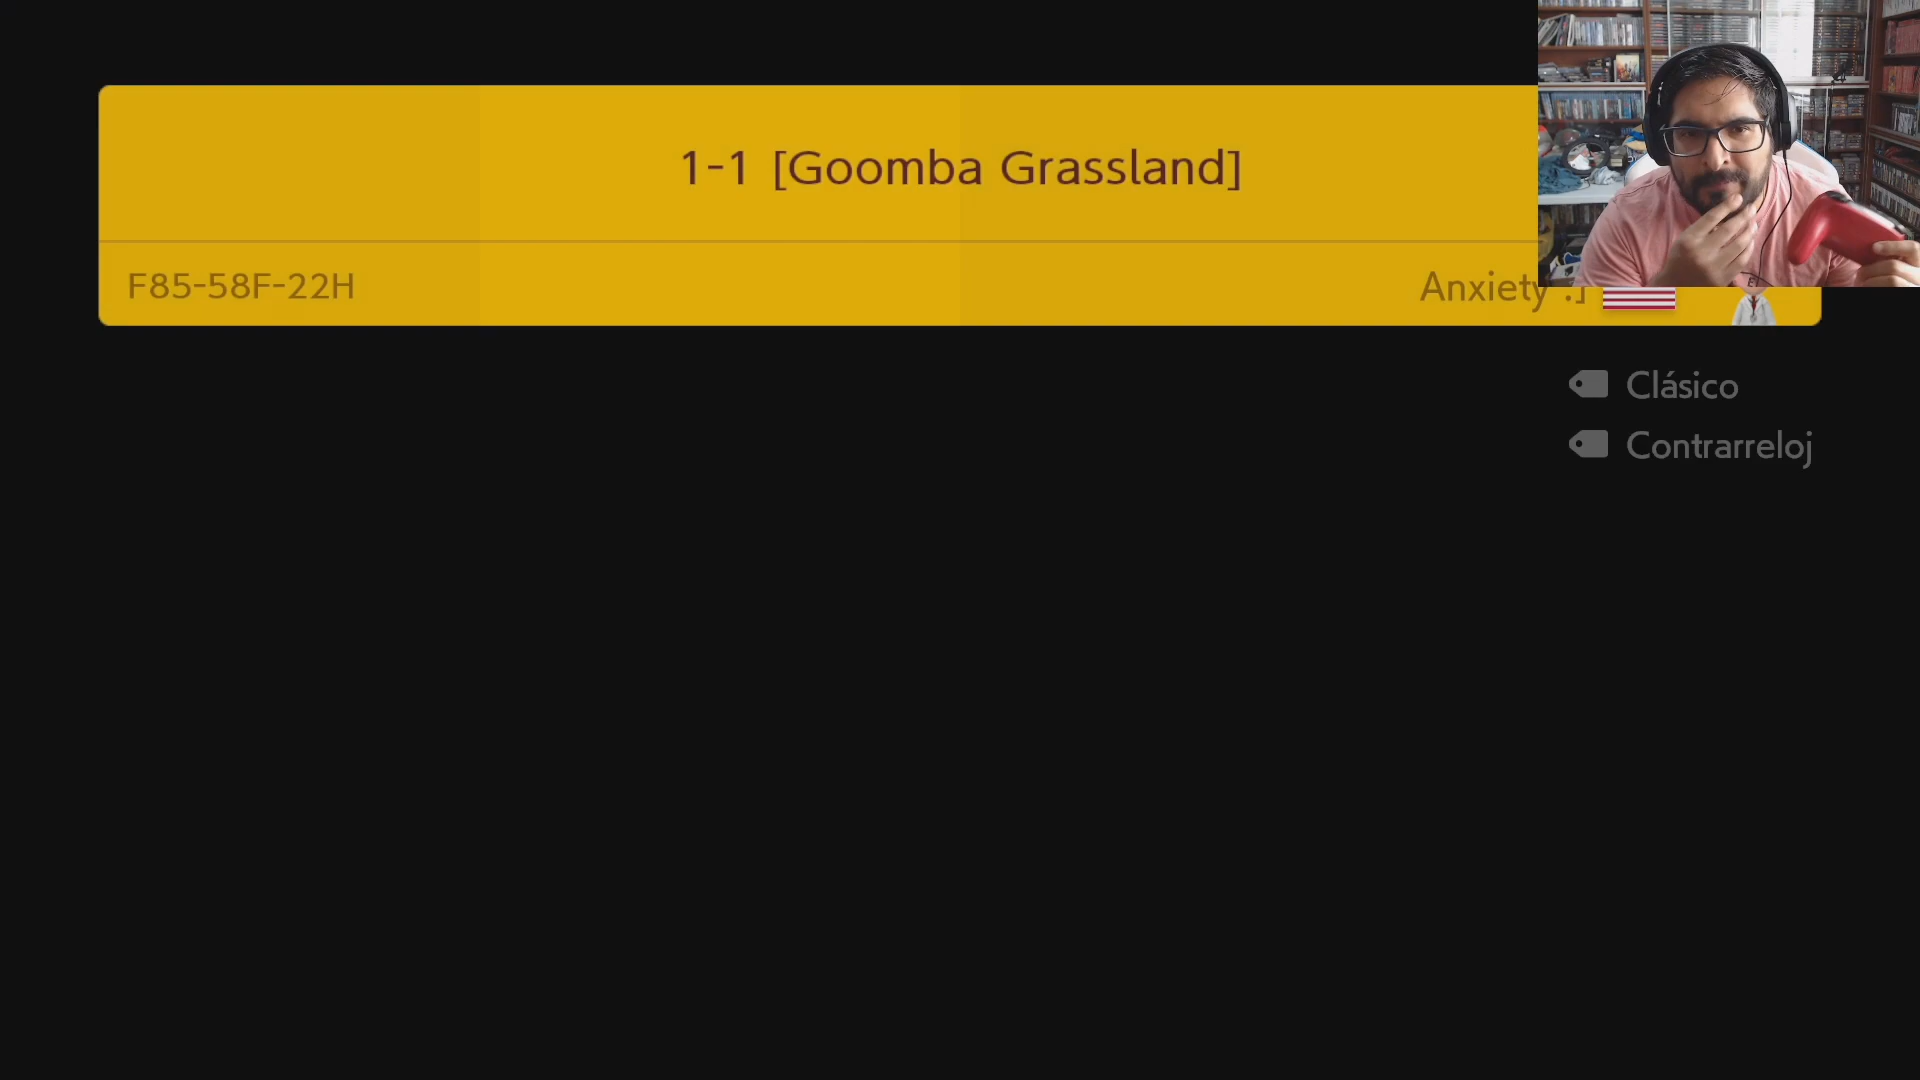 1-1 [Goomba Grassland]
F85-58F-22H
Anxiety :]
Clásico
Contrarreloj